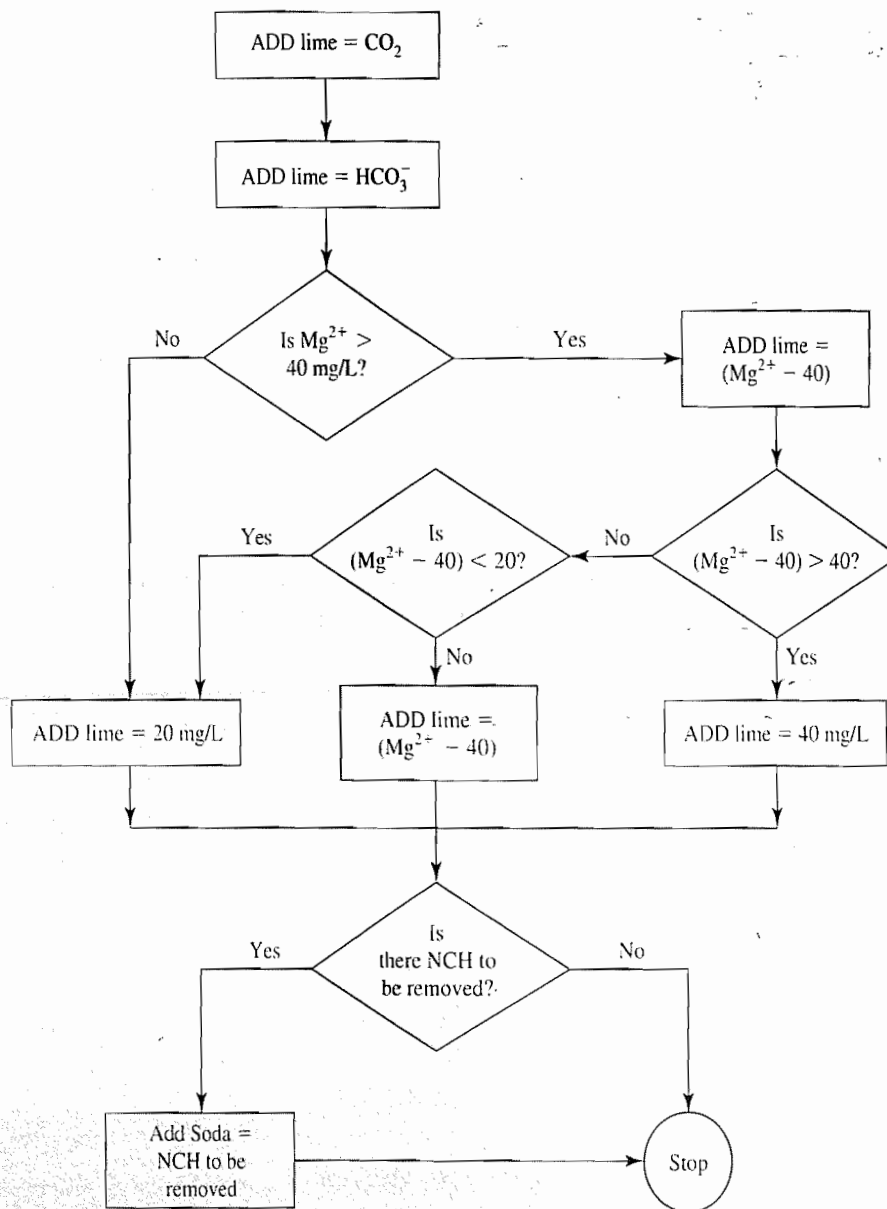 ADD lime = CO₂
ADD lime = HCO₃⁻
Is Mg²⁺ >
40 mg/L?
No
Yes
ADD lime =
(Mg²⁺ − 40)
Is
(Mg²⁺ − 40) > 40?
No
Is
(Mg²⁺ − 40) < 20?
Yes
No
Yes
ADD lime = 20 mg/L
ADD lime =
(Mg²⁺ − 40)
ADD lime = 40 mg/L
Is
there NCH to
be removed?
Yes
No
Add Soda =
NCH to be
removed
Stop